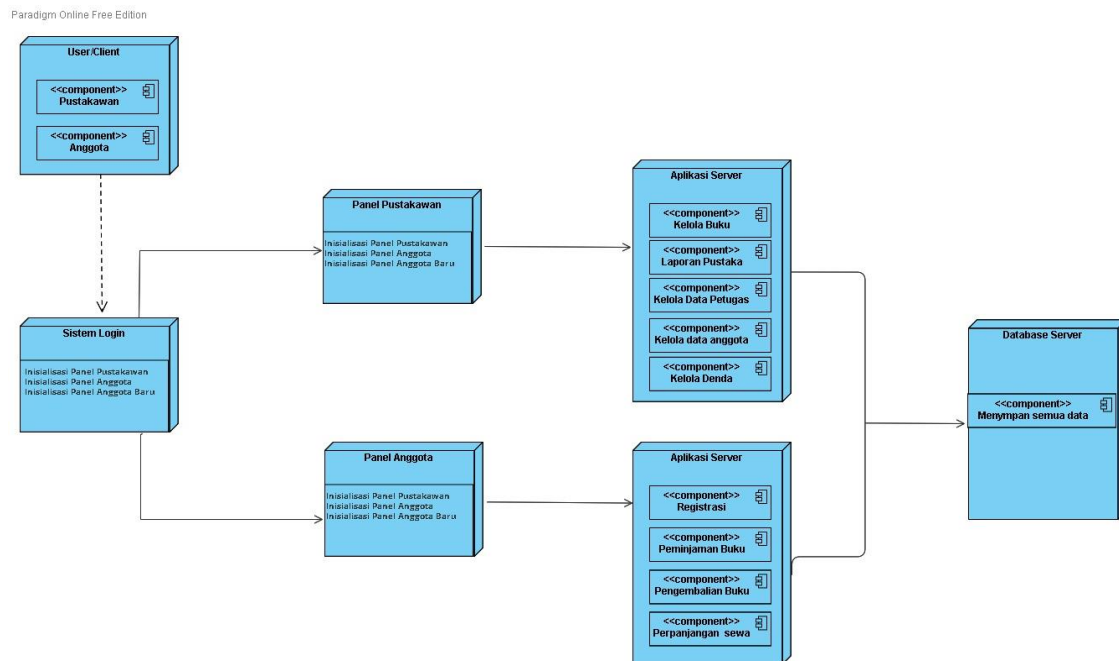 Paradigm Online Free Edition
User/Client
<<component>>
Pustakawan
<<component>>
Anggota
Sistem Login
Inisialisasi Panel Pustakawan
Inisialisasi Panel Anggota
Inisialisasi Panel Anggota Baru
Panel Pustakawan
Inisialisasi Panel Pustakawan
Inisialisasi Panel Anggota
Inisialisasi Panel Anggota Baru
Panel Anggota
Inisialisasi Panel Pustakawan
Inisialisasi Panel Anggota
Inisialisasi Panel Anggota Baru
Aplikasi Server
<<component>>
Kelola Buku
<<component>>
Laporan Pustaka
<<component>>
Kelola Data Petugas
<<component>>
Kelola data anggota
<<component>>
Kelola Denda
Aplikasi Server
<<component>>
Registrasi
<<component>>
Peminjaman Buku
<<component>>
Pengembalian Buku
<<component>>
Perpanjangan sewa
Database Server
<<component>>
Menympan semua data